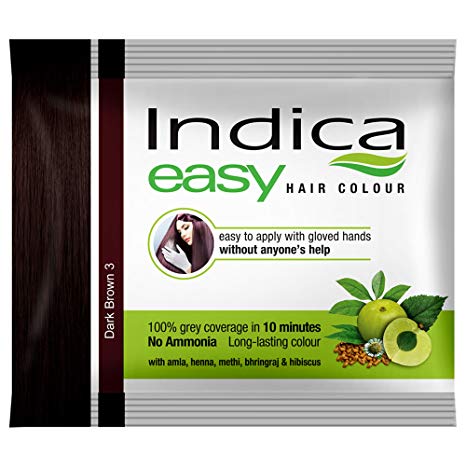 Indica
easy HAIR COLOUR
easy to apply with gloved hands
without anyone's help
100% grey coverage in 10 minutes
No Ammonia Long-lasting colour
with amla, henna, methi, bhringraj & hibiscus
Dark Brown 3